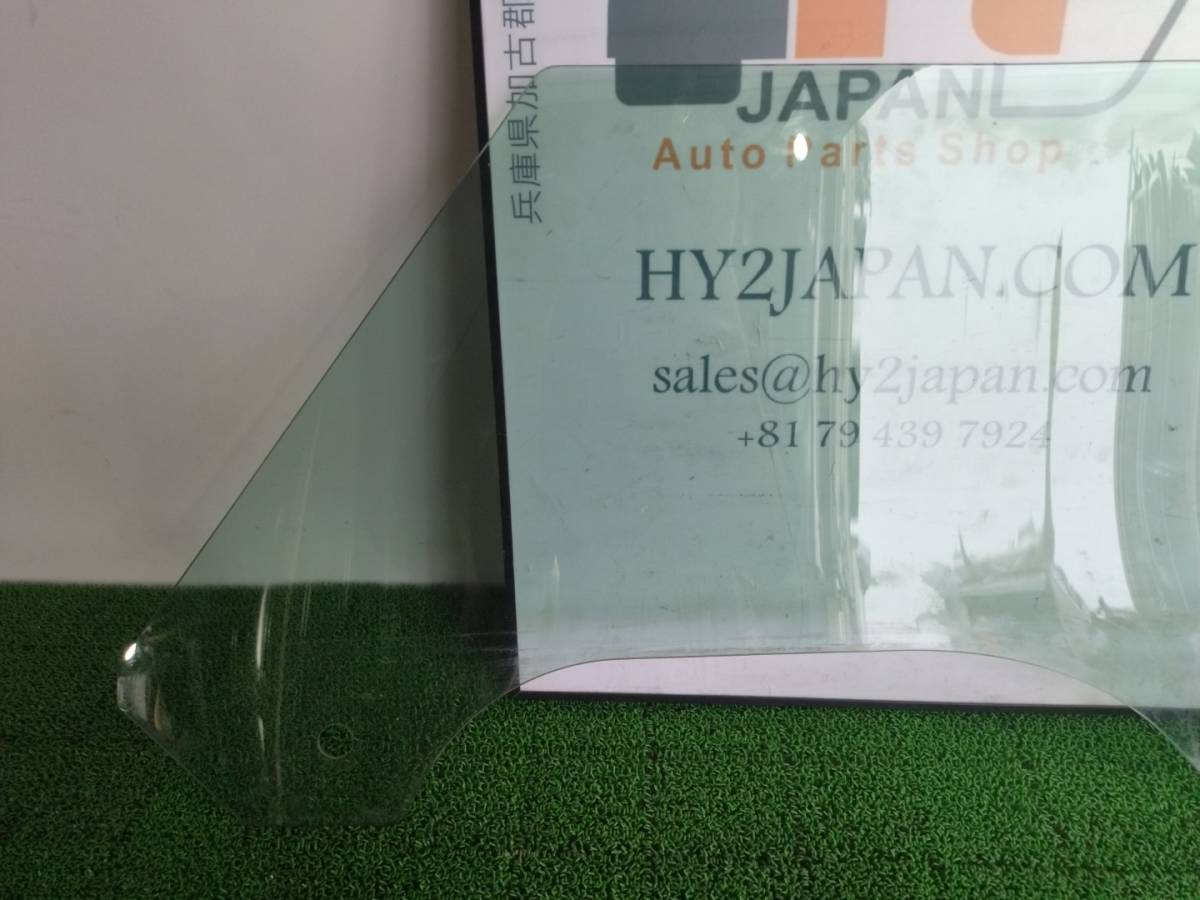 JAPAN
Auto Parts Shop
HY2JAPAN.COM
sales@hy2japan.com
+81 79 439 7924
兵庫県加古郡